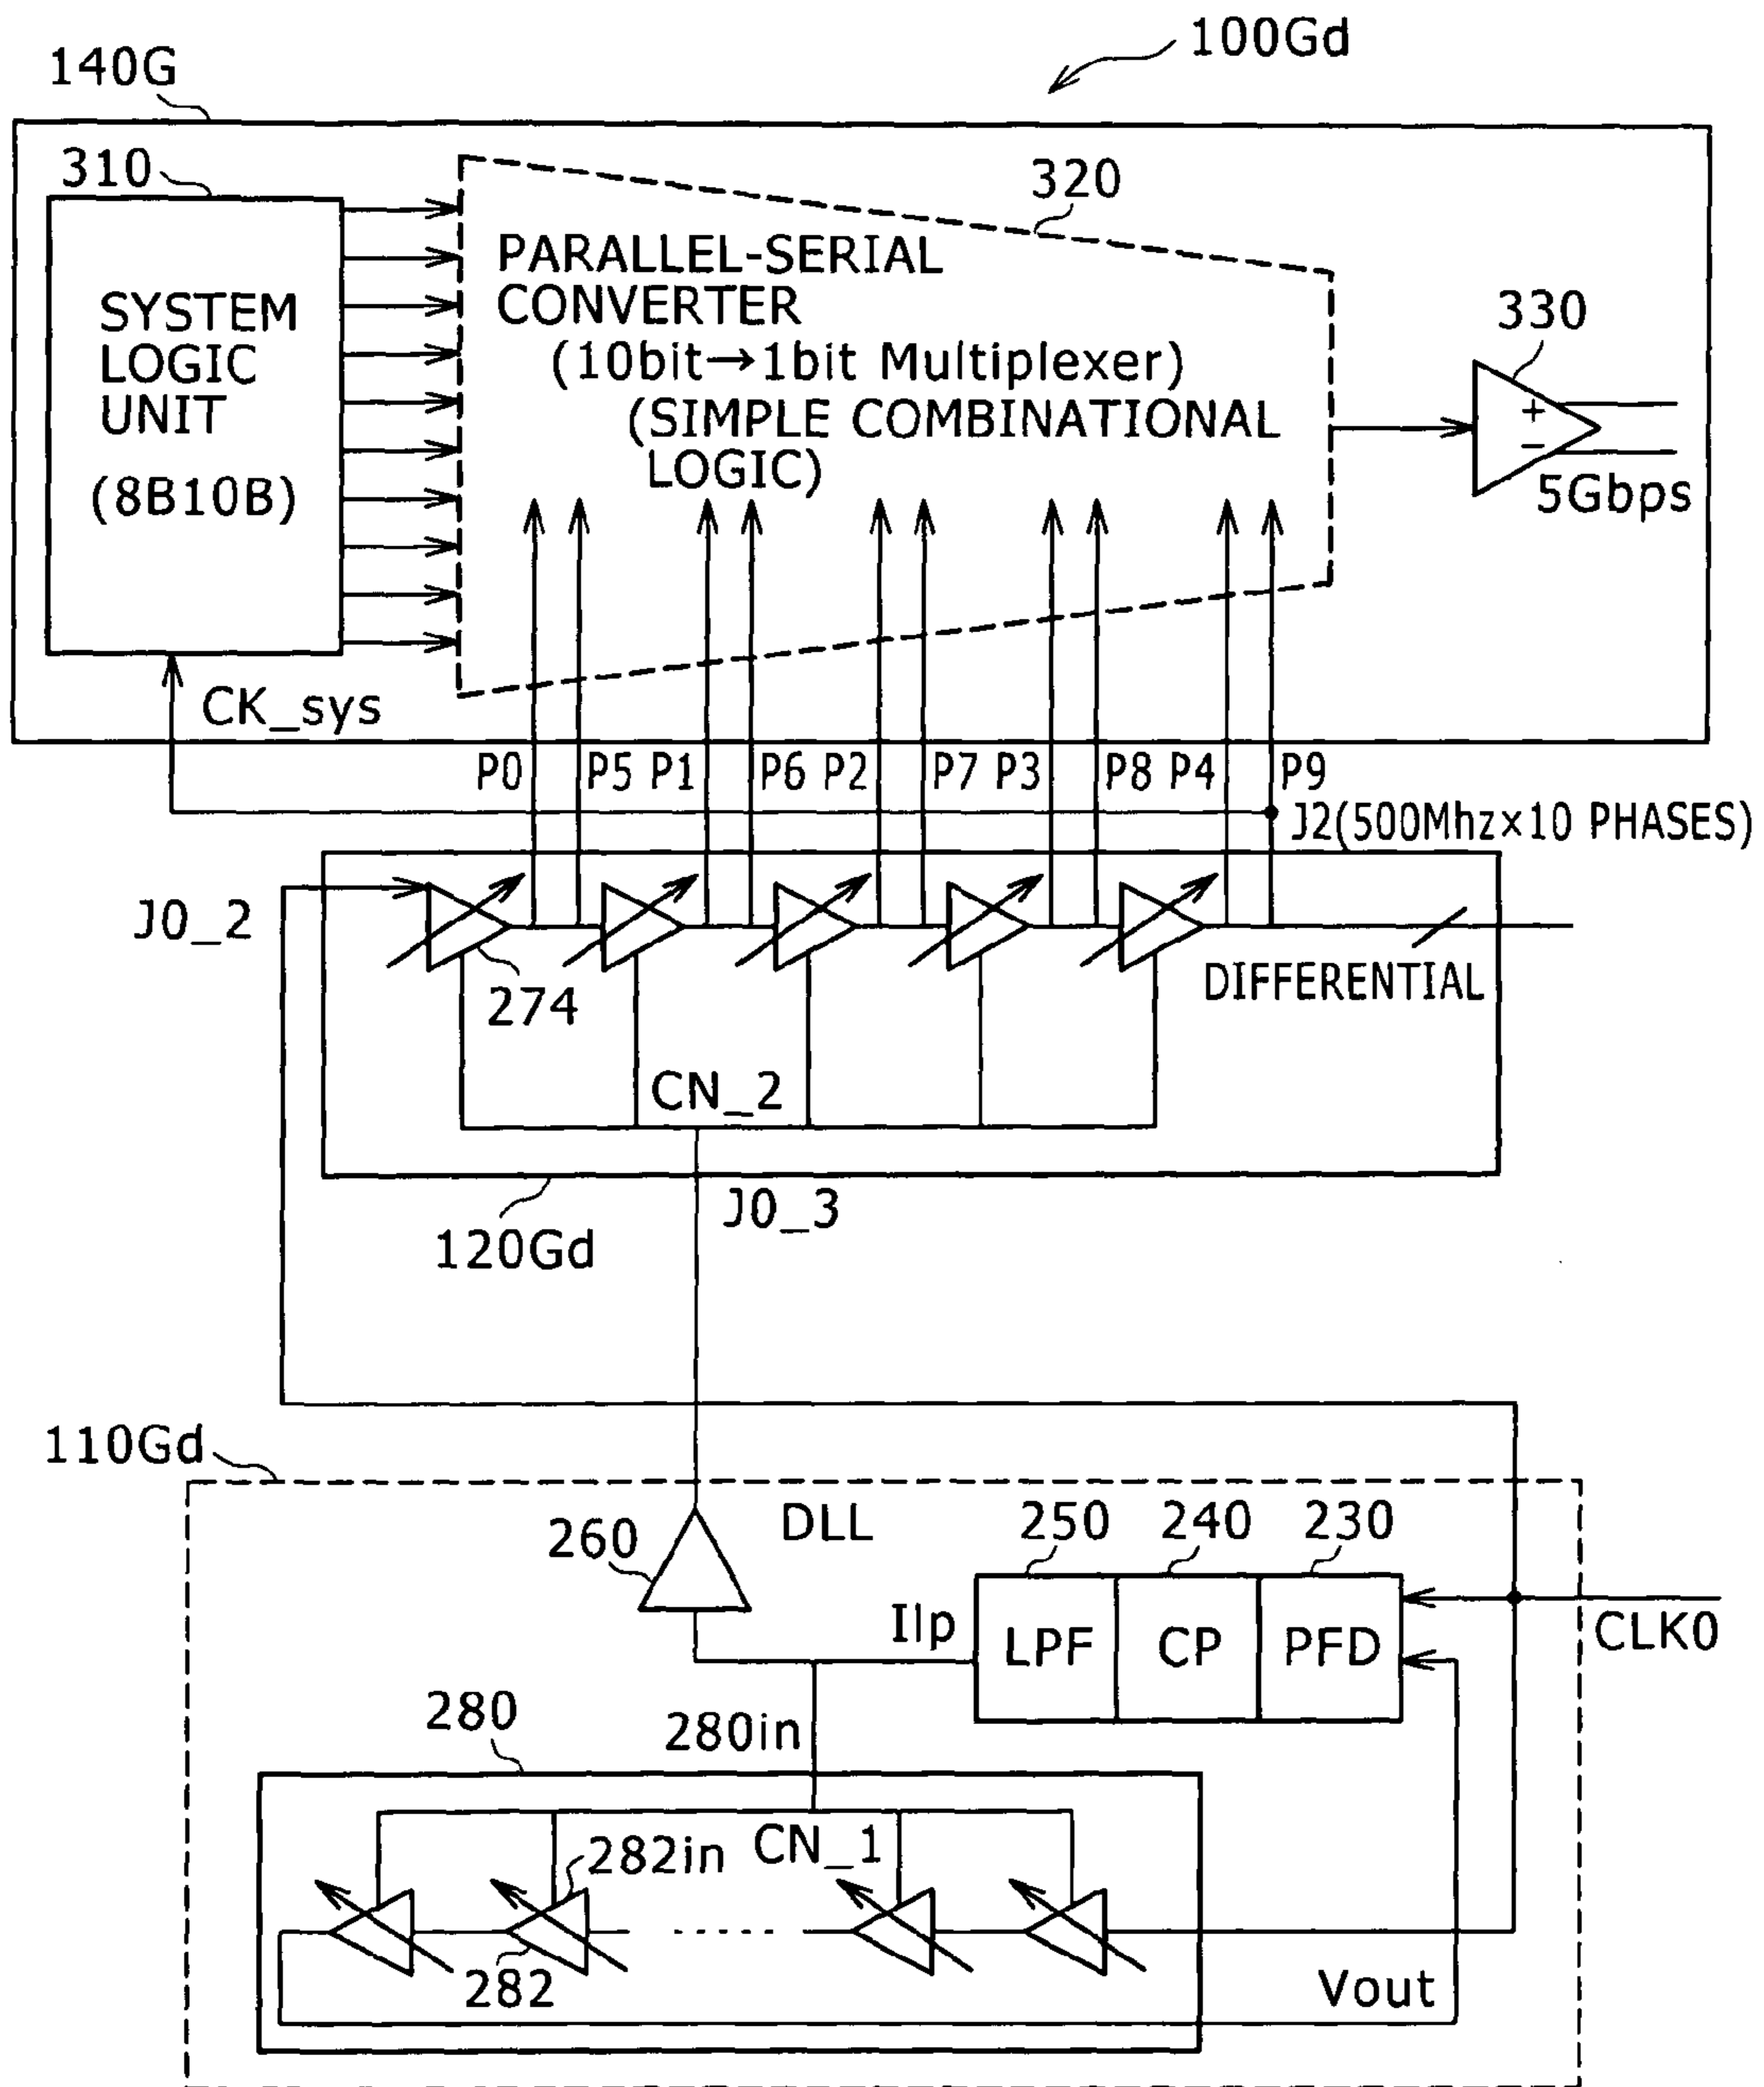 100Gd
140G
310
320
PARALLEL-SERIAL
CONVERTER
(10bit→1bit Multiplexer)
(SIMPLE COMBINATIONAL
LOGIC)
SYSTEM
LOGIC
UNIT
(8B10B)
330
+
−
5Gbps
CK_sys
P0 P5 P1 P6 P2 P7 P3 P8 P4 P9
J2(500Mhz×10 PHASES)
J0_2
274
DIFFERENTIAL
CN_2
J0_3
120Gd
110Gd
260
DLL
250 240 230
Ilp
LPF CP PFD
CLK0
280
280in
282in
CN_1
282
Vout